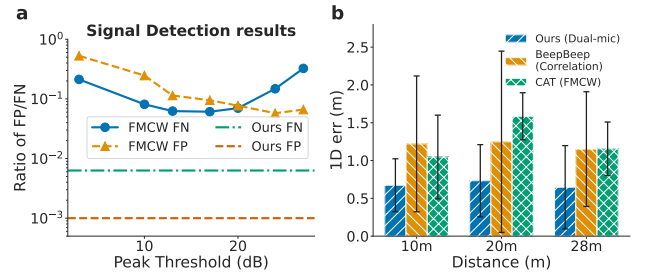 a
Signal Detection results
Ratio of FP/FN
10⁰
10⁻¹
10⁻²
10⁻³
FMCW FN
FMCW FP
Ours FN
Ours FP
10
20
Peak Threshold (dB)
b
1D err (m)
2.5
2.0
1.5
1.0
0.5
0.0
Ours (Dual-mic)
BeepBeep
(Correlation)
CAT (FMCW)
10m
20m
28m
Distance (m)